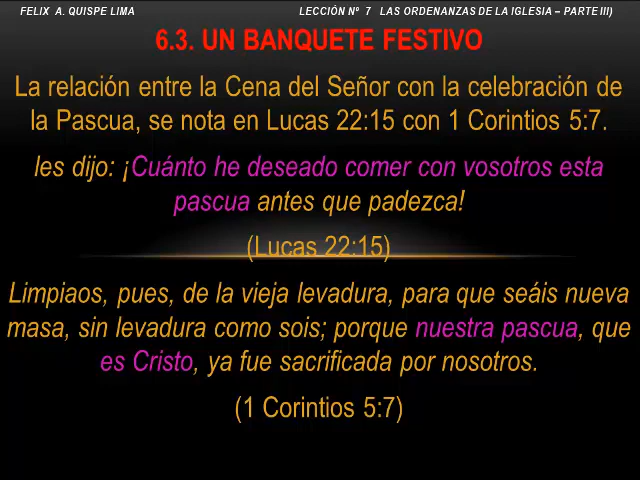 FELIX A. QUISPE LIMA LECCIÓN Nº 7 LAS ORDENANZAS DE LA IGLESIA – PARTE III)
6.3. UN BANQUETE FESTIVO
La relación entre la Cena del Señor con la celebración de
la Pascua, se nota en Lucas 22:15 con 1 Corintios 5:7.
les dijo: ¡Cuánto he deseado comer con vosotros esta
pascua antes que padezca!
(Lucas 22:15)
Limpiaos, pues, de la vieja levadura, para que seáis nueva
masa, sin levadura como sois; porque nuestra pascua, que
es Cristo, ya fue sacrificada por nosotros.
(1 Corintios 5:7)